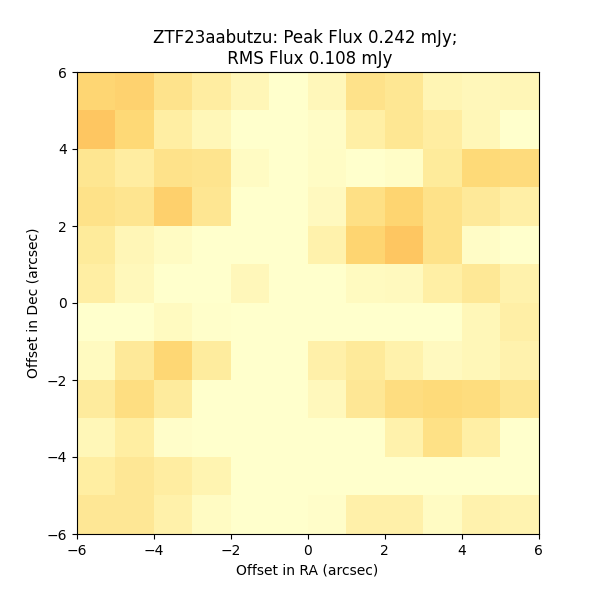 ZTF23aabutzu: Peak Flux 0.242 mJy;
RMS Flux 0.108 mJy
6
4
2
0
−2
−4
−6
Offset in Dec (arcsec)
−6 −4 −2 0 2 4 6
Offset in RA (arcsec)